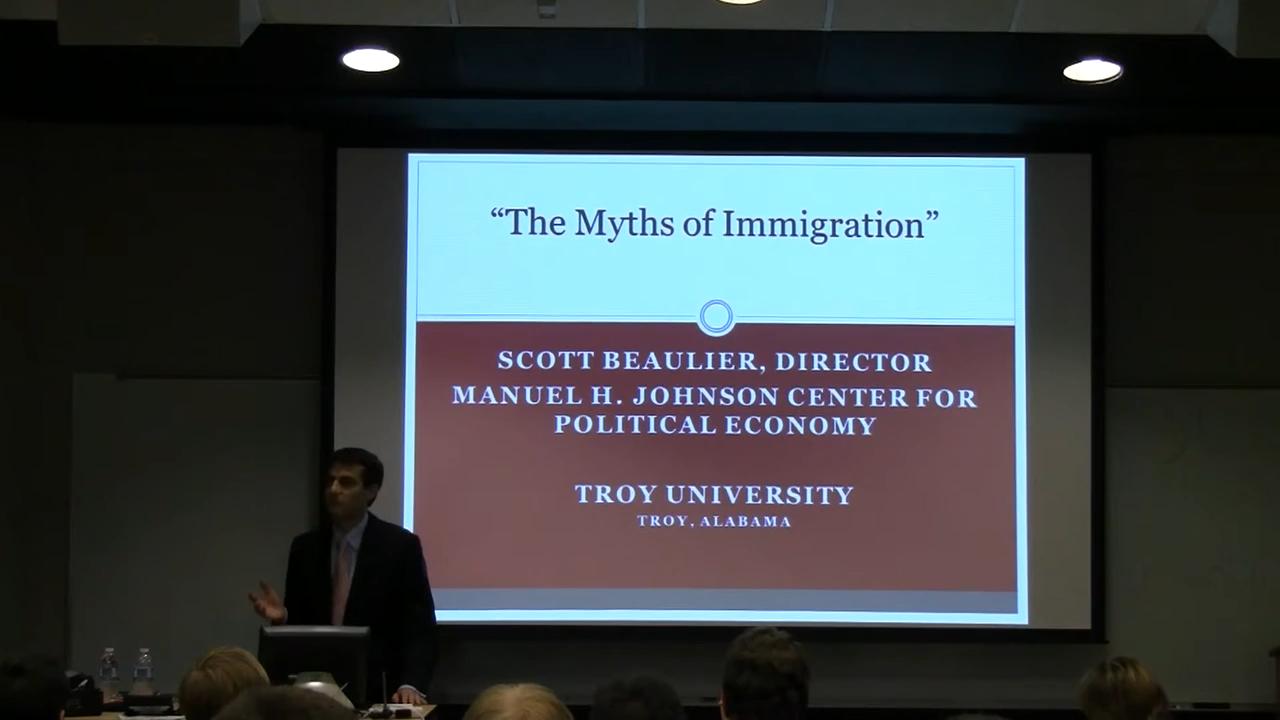 “The Myths of Immigration”
SCOTT BEAULIER, DIRECTOR
MANUEL H. JOHNSON CENTER FOR
POLITICAL ECONOMY
TROY UNIVERSITY
TROY, ALABAMA